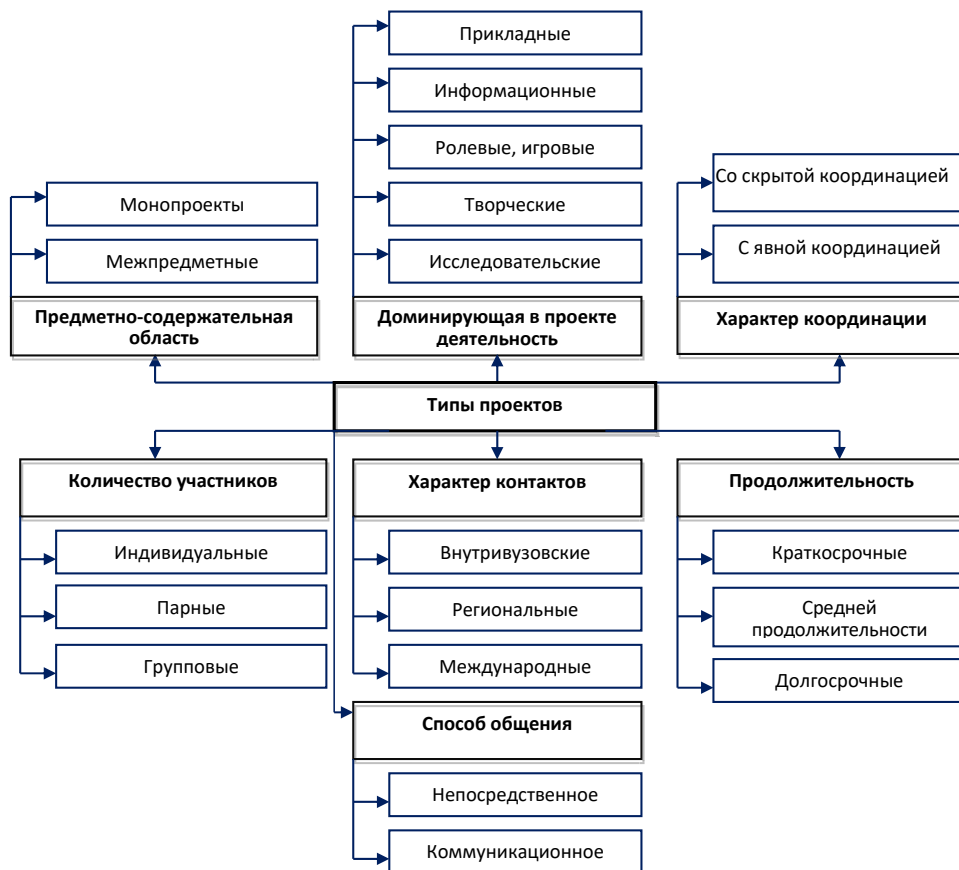 Прикладные
Информационные
Ролевые, игровые
Творческие
Исследовательские
Доминирующая в проекте
деятельность
Монопроекты
Межпредметные
Предметно-содержательная
область
Со скрытой координацией
С явной координацией
Характер координации
Типы проектов
Количество участников
Индивидуальные
Парные
Групповые
Характер контактов
Внутривузовские
Региональные
Международные
Продолжительность
Краткосрочные
Средней
продолжительности
Долгосрочные
Способ общения
Непосредственное
Коммуникационное